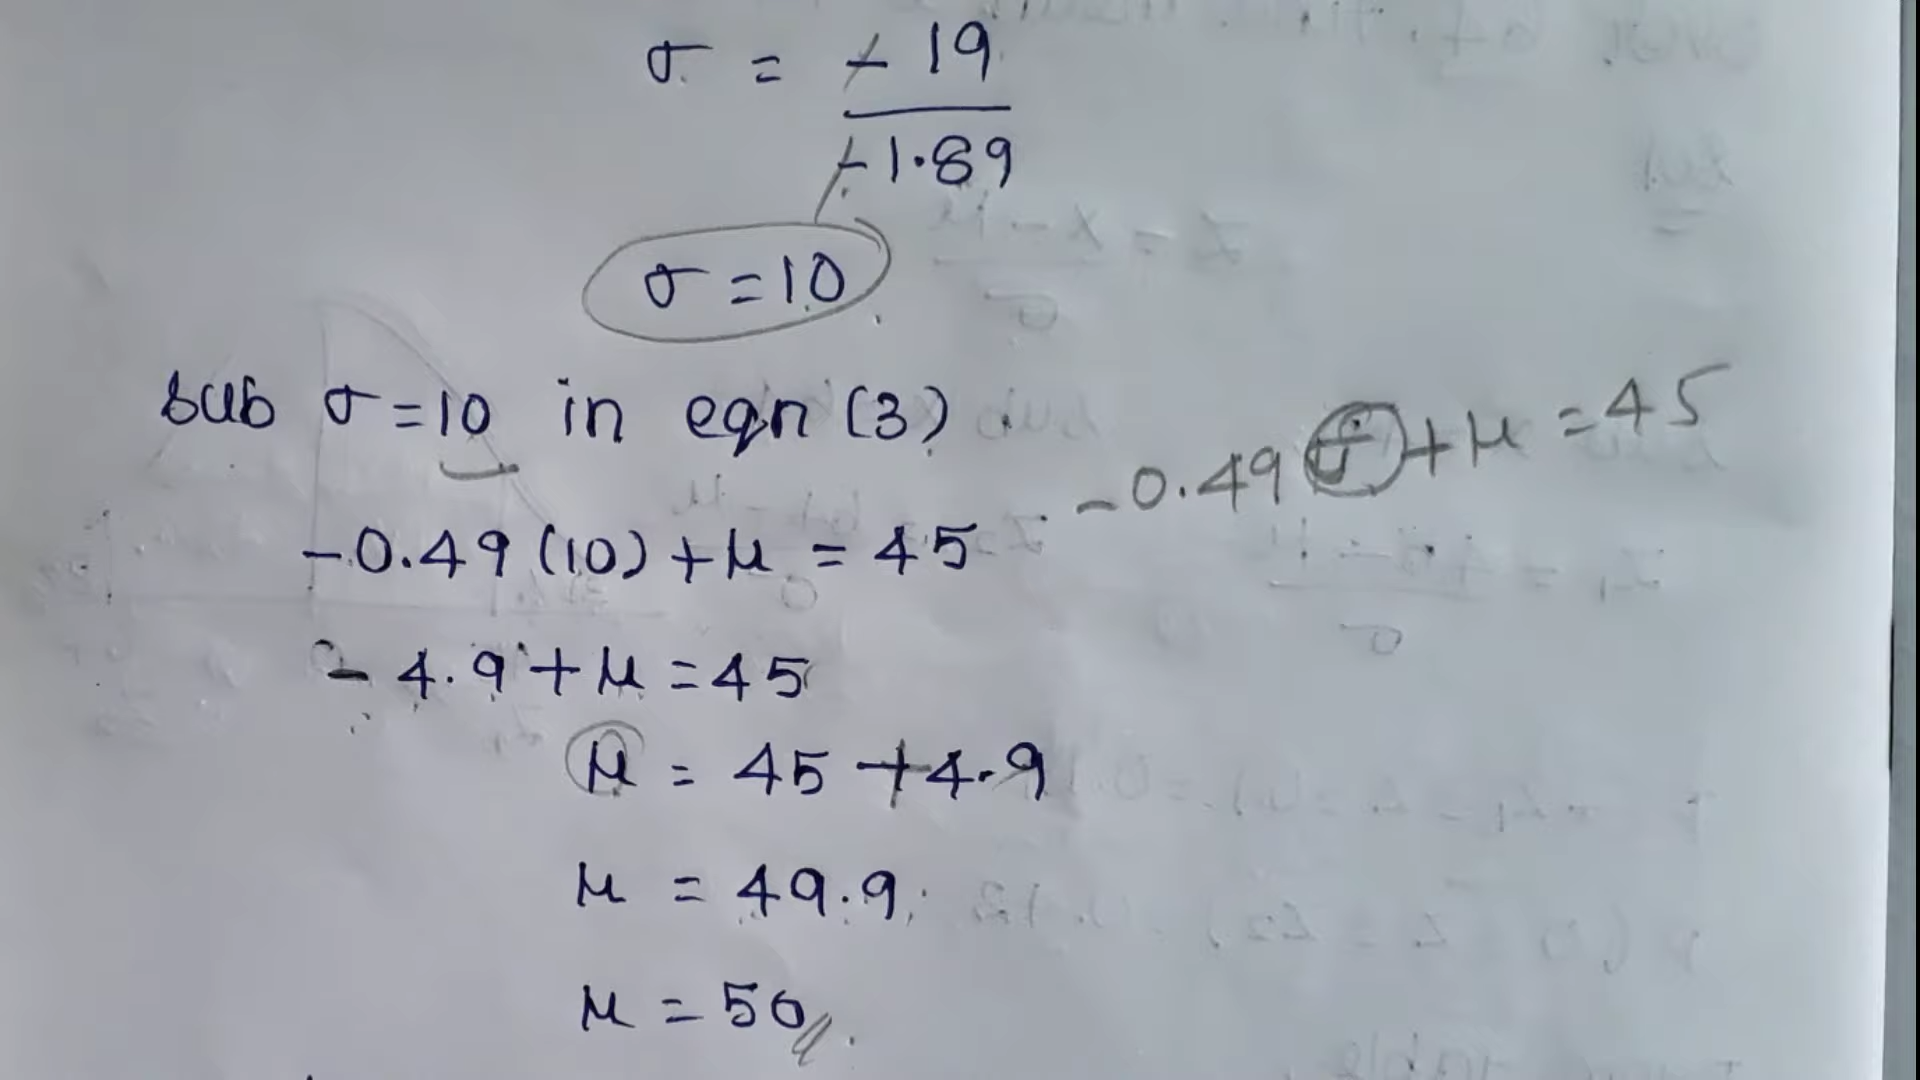 σ = - 19
-1.89
σ = 10
sub σ = 10 in eqn (3).
-0.49 σ + μ = 45
-0.49 (10) + μ = 45
- 4.9 + μ = 45
μ = 45 + 4.9
μ = 49.9
μ = 50